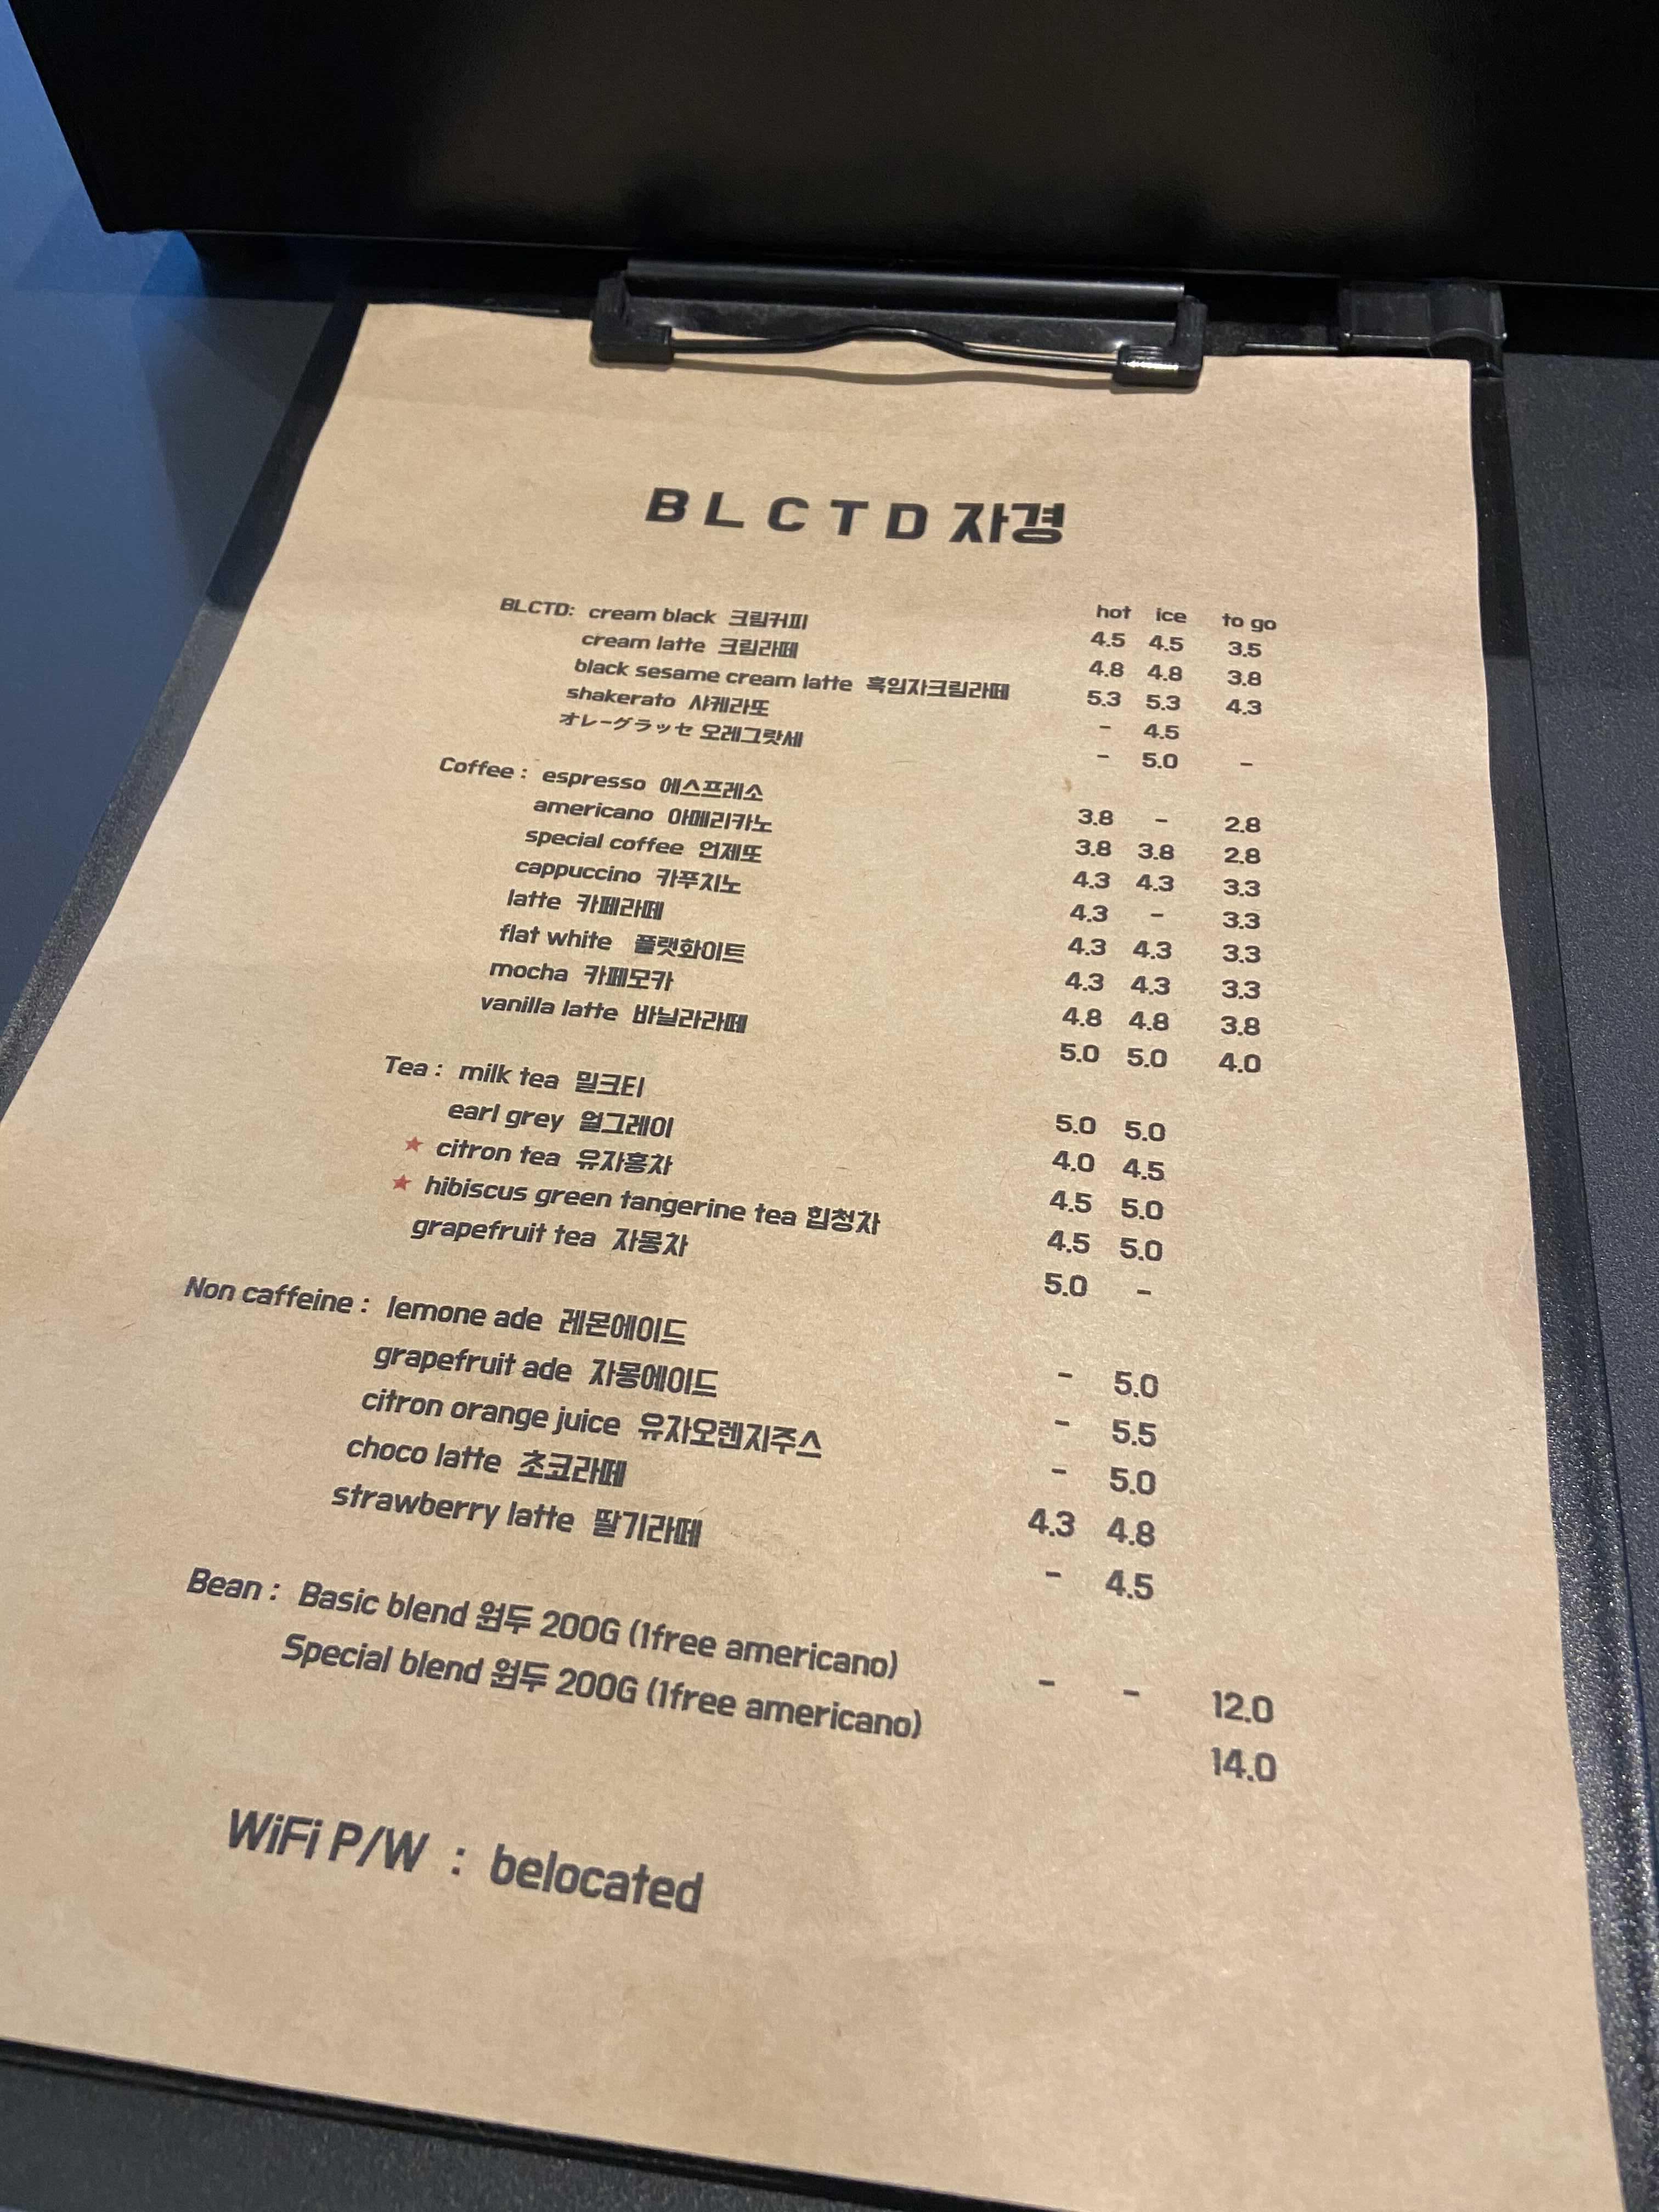 BLCTD 자경
hot ice to go
BLCTD: cream black 크림커피 4.5 4.5 3.5
cream latte 크림라떼 4.8 4.8 3.8
black sesame cream latte 흑임자크림라떼 5.3 5.3 4.3
shakerato 샤케라또 - 4.5
オレーグラッセ 오레그랏세 - 5.0 -
Coffee : espresso 에스프레소 3.8 - 2.8
americano 아메리카노 3.8 3.8 2.8
special coffee 언제또 4.3 4.3 3.3
cappuccino 카푸치노 4.3 - 3.3
latte 카페라떼 4.3 4.3 3.3
flat white 플랫화이트 4.3 4.3 3.3
mocha 카페모카 4.8 4.8 3.8
vanilla latte 바닐라라떼 5.0 5.0 4.0
Tea : milk tea 밀크티 5.0 5.0
earl grey 얼그레이 4.0 4.5
★ citron tea 유자홍차 4.5 5.0
★ hibiscus green tangerine tea 힙청차 4.5 5.0
grapefruit tea 자몽차 5.0 -
Non caffeine : lemone ade 레몬에이드 - 5.0
grapefruit ade 자몽에이드 - 5.5
citron orange juice 유자오렌지주스 - 5.0
choco latte 초코라떼 4.3 4.8
strawberry latte 딸기라떼 - 4.5
Bean : Basic blend 원두 200G (1free americano) - - 12.0
Special blend 원두 200G (1free americano) 14.0
WiFi P/W : belocated